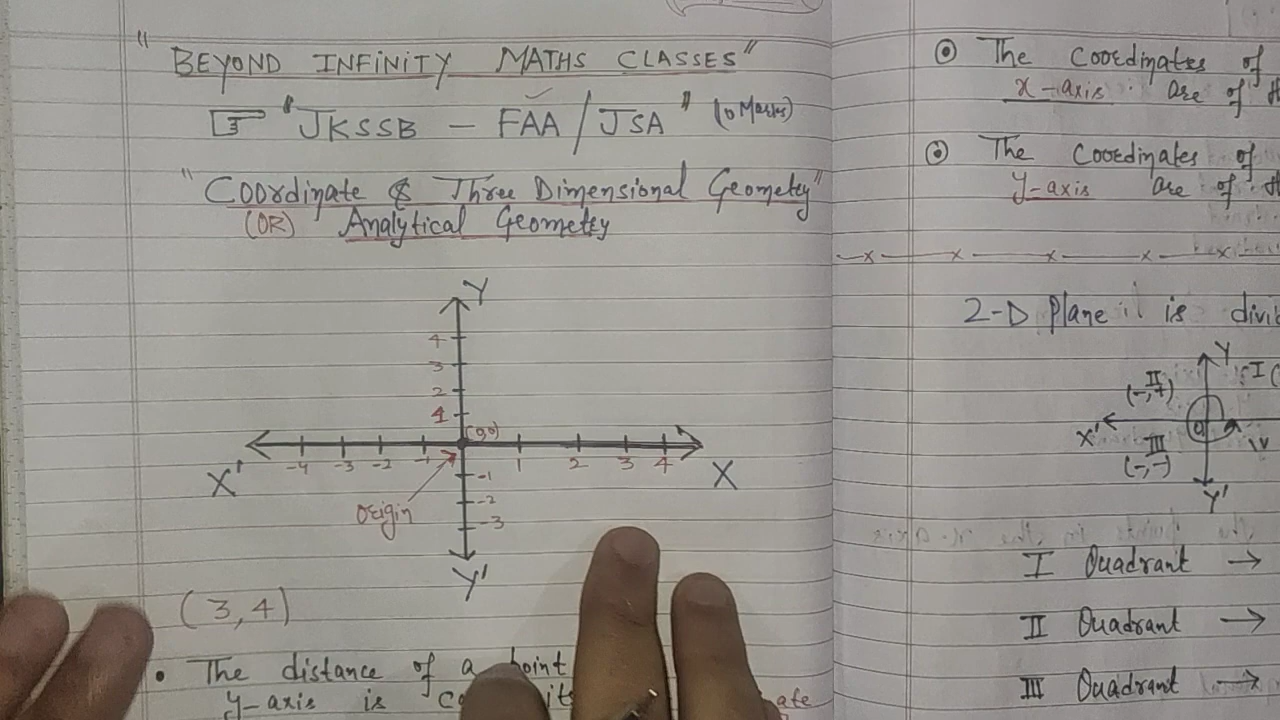 "BEYOND INFINITY MATHS CLASSES"
"JKSSB - FAA/JSA" (10 Marks)
"Coordinate & Three Dimensional Geometry"
(OR) Analytical Geometry
Y
4
3
2
1
(0,0)
-4 -3 -2 -1 1 2 3 4
X' X
-1
Origin
-2
-3
Y'
(3,4)
• The distance of a point
y-axis is
ate
The Coordinates of
x-axis are of
The Coordinates of
y-axis are of
-x-x-x-x-x
2-D Plane is
Y
II I
(-,+)
X' 0
III IV
(-,-)
Y'
I Quadrant →
II Quadrant →
III Quadrant →